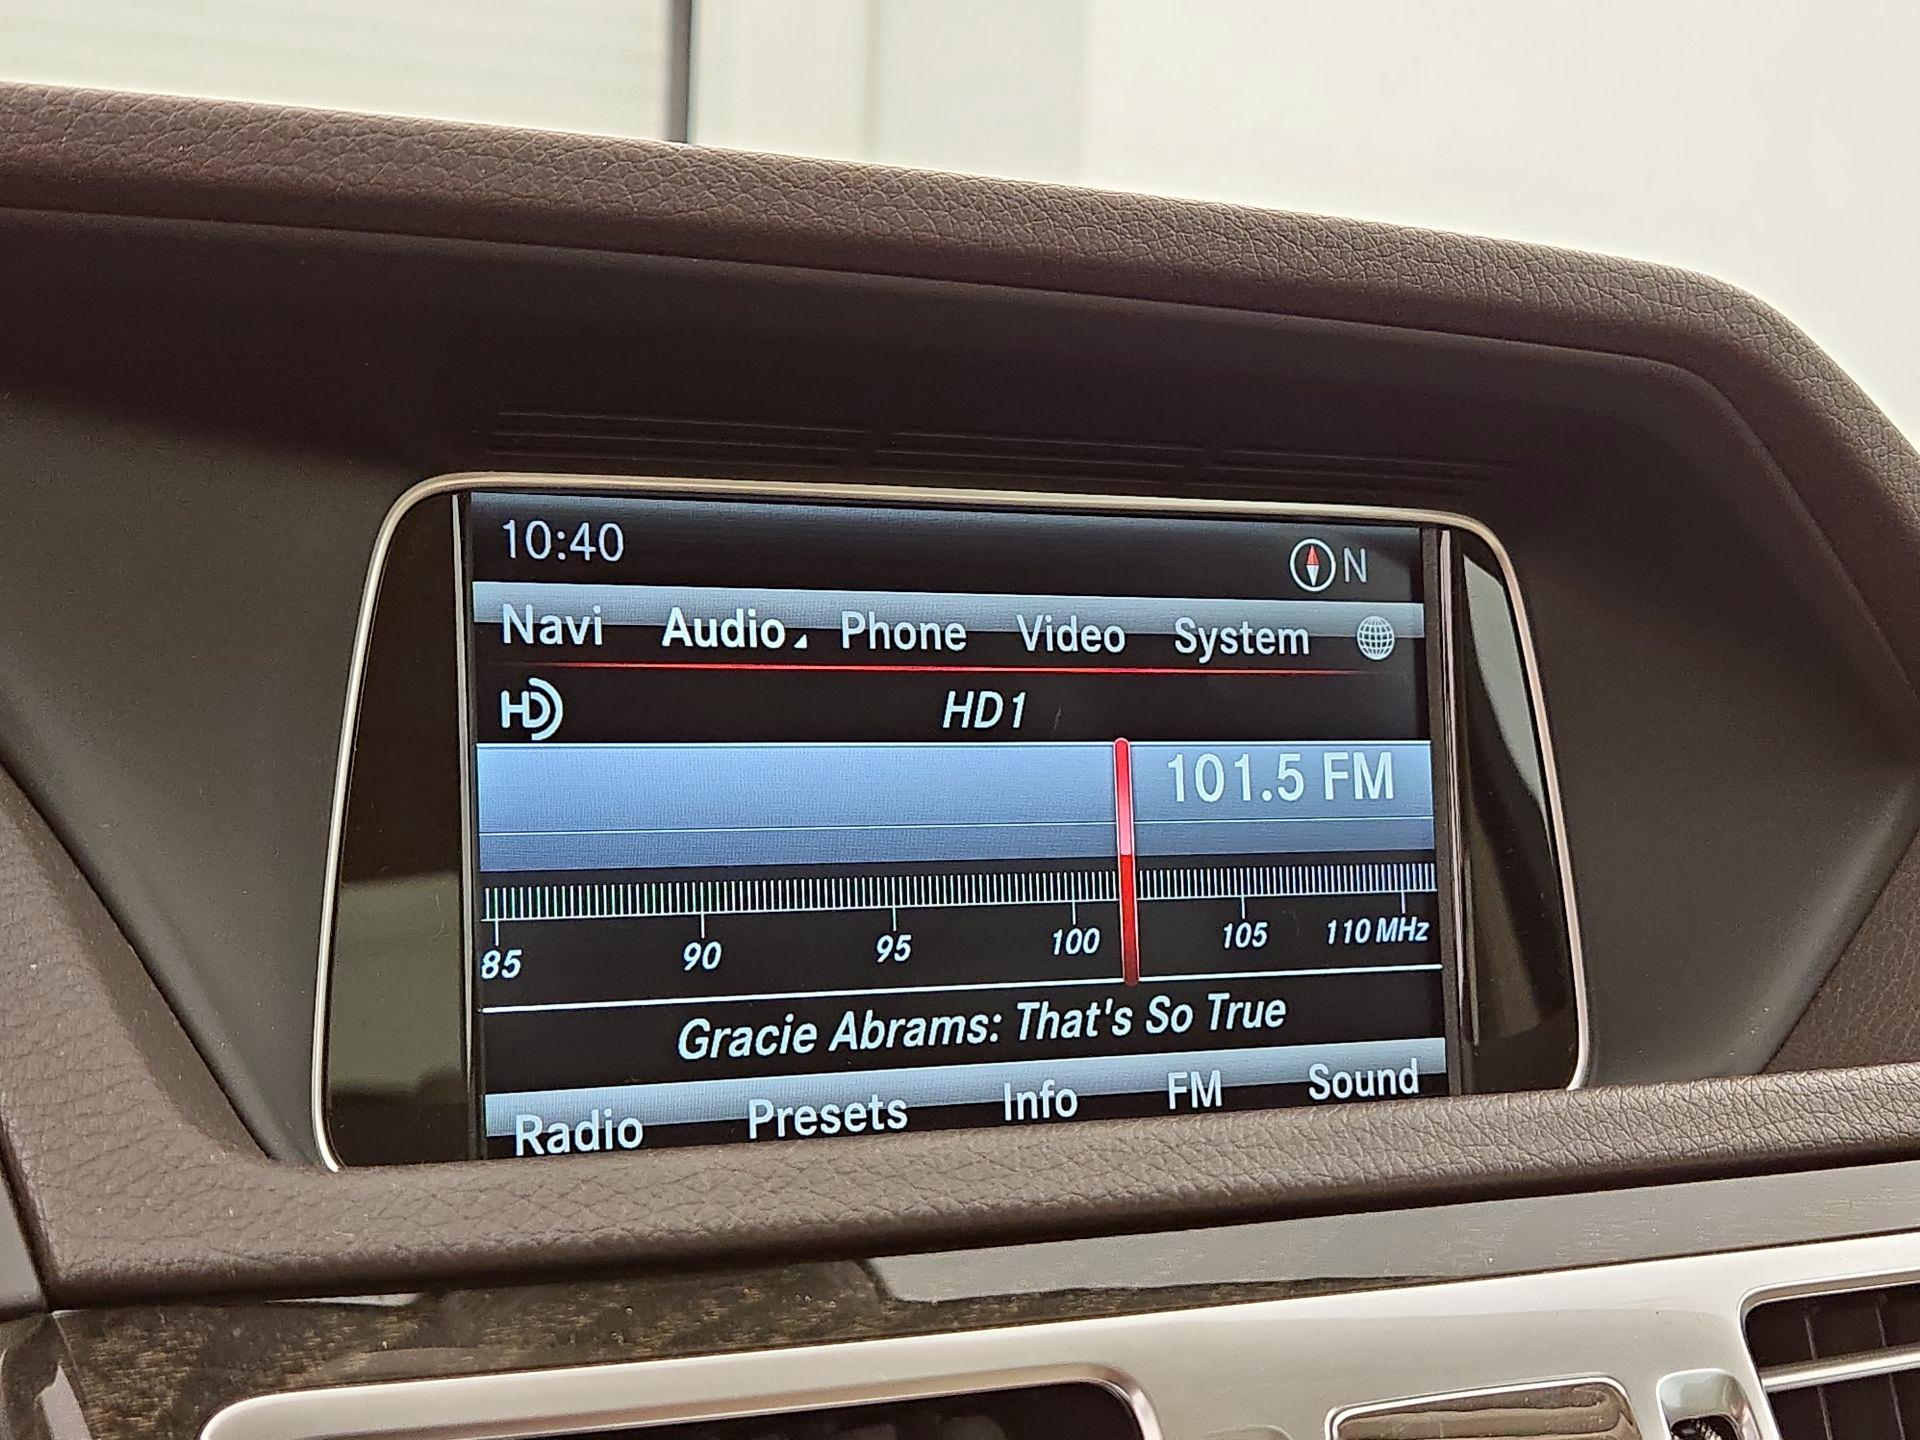 10:40 N
Navi Audio Phone Video System
HD HD1
101.5 FM
85 90 95 100 105 110 MHz
Gracie Abrams: That's So True
Radio Presets Info FM Sound